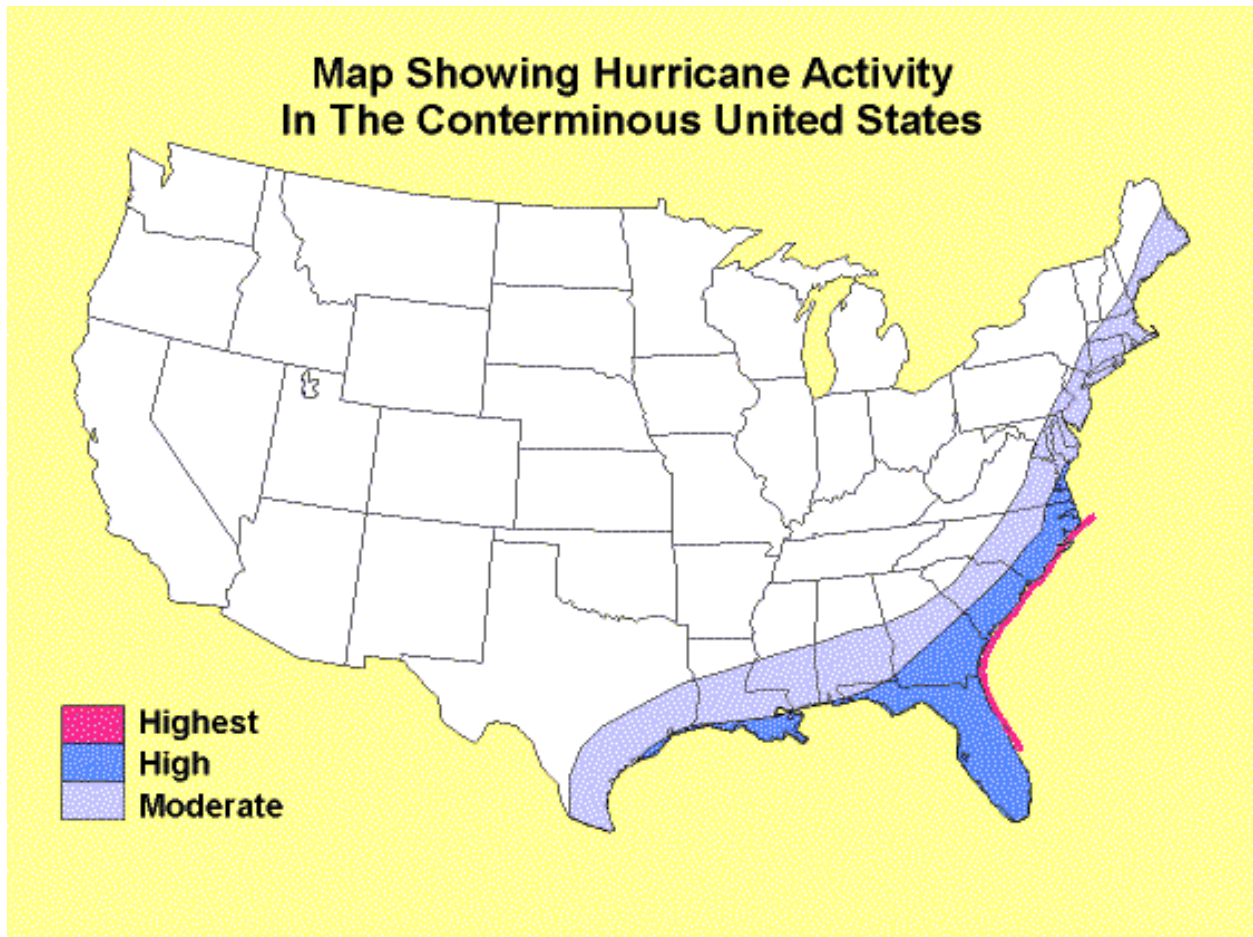 Map Showing Hurricane Activity
In The Conterminous United States
Highest
High
Moderate